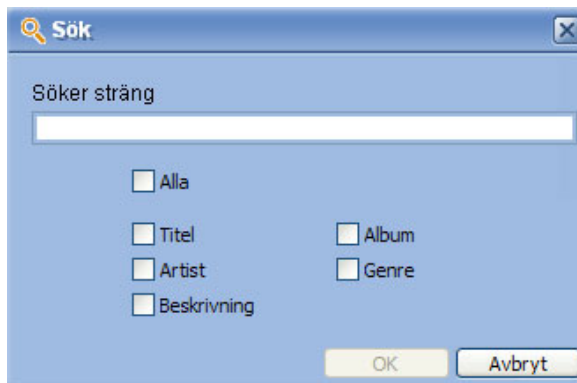 Sök
Söker sträng
Alla
Titel
Album
Artist
Genre
Beskrivning
OK
Avbryt